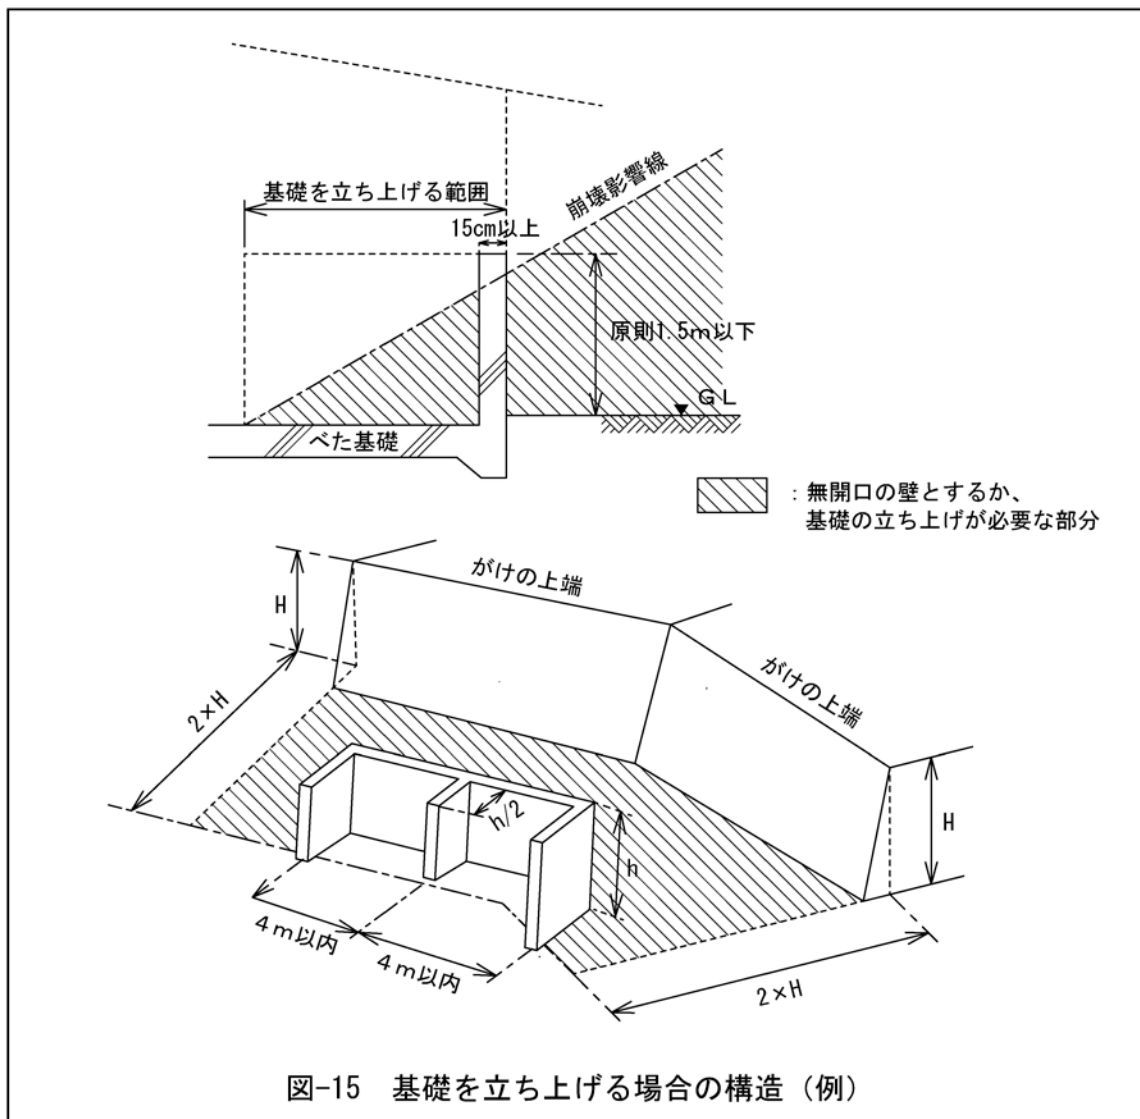 基礎を立ち上げる範囲
崩壊影響線
15cm以上
原則1.5m以下
GL
べた基礎
：無開口の壁とするか、
基礎の立ち上げが必要な部分
がけの上端
H
がけの上端
2×H
h/2
H
h
4m以内
4m以内
2×H
図-15 基礎を立ち上げる場合の構造（例）